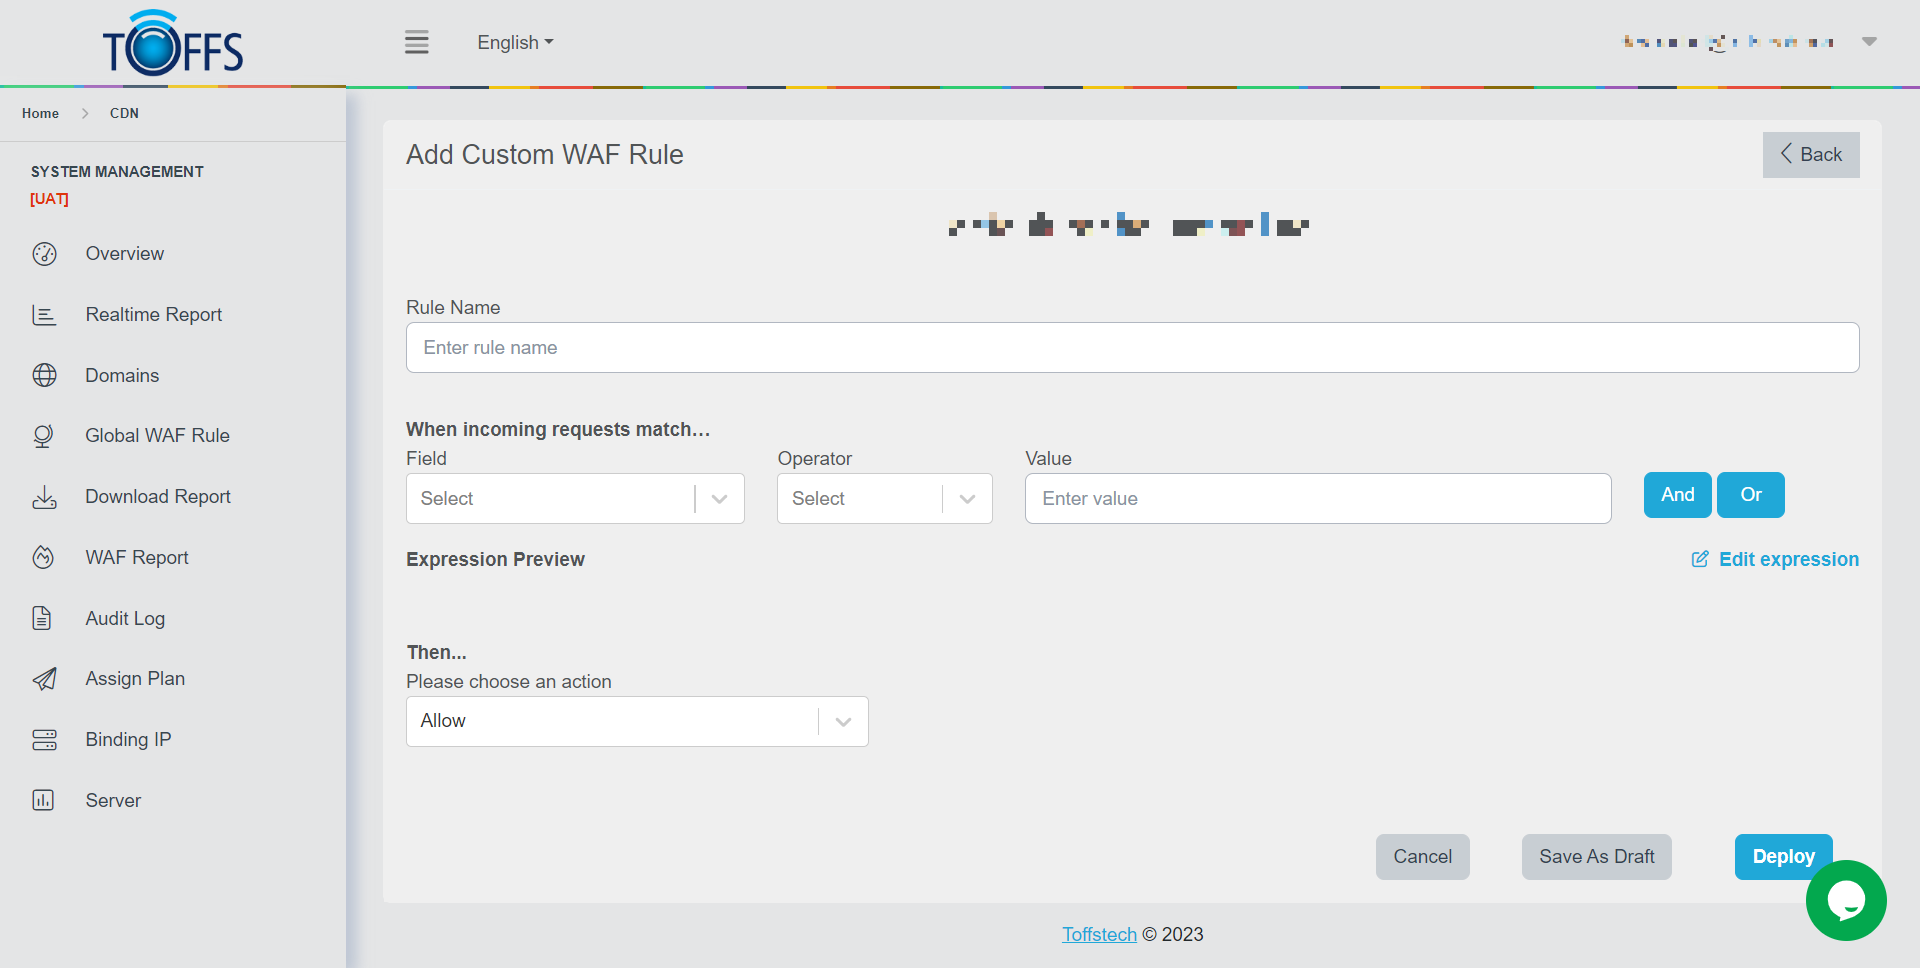 TOFFS
English
Home > CDN
SYSTEM MANAGEMENT
[UAT]
Overview
Realtime Report
Domains
Global WAF Rule
Download Report
WAF Report
Audit Log
Assign Plan
Binding IP
Server
Add Custom WAF Rule
Back
Rule Name
Enter rule name
When incoming requests match...
Field Operator Value
Select Select Enter value And Or
Expression Preview Edit expression
Then...
Please choose an action
Allow
Cancel Save As Draft Deploy
Toffstech © 2023